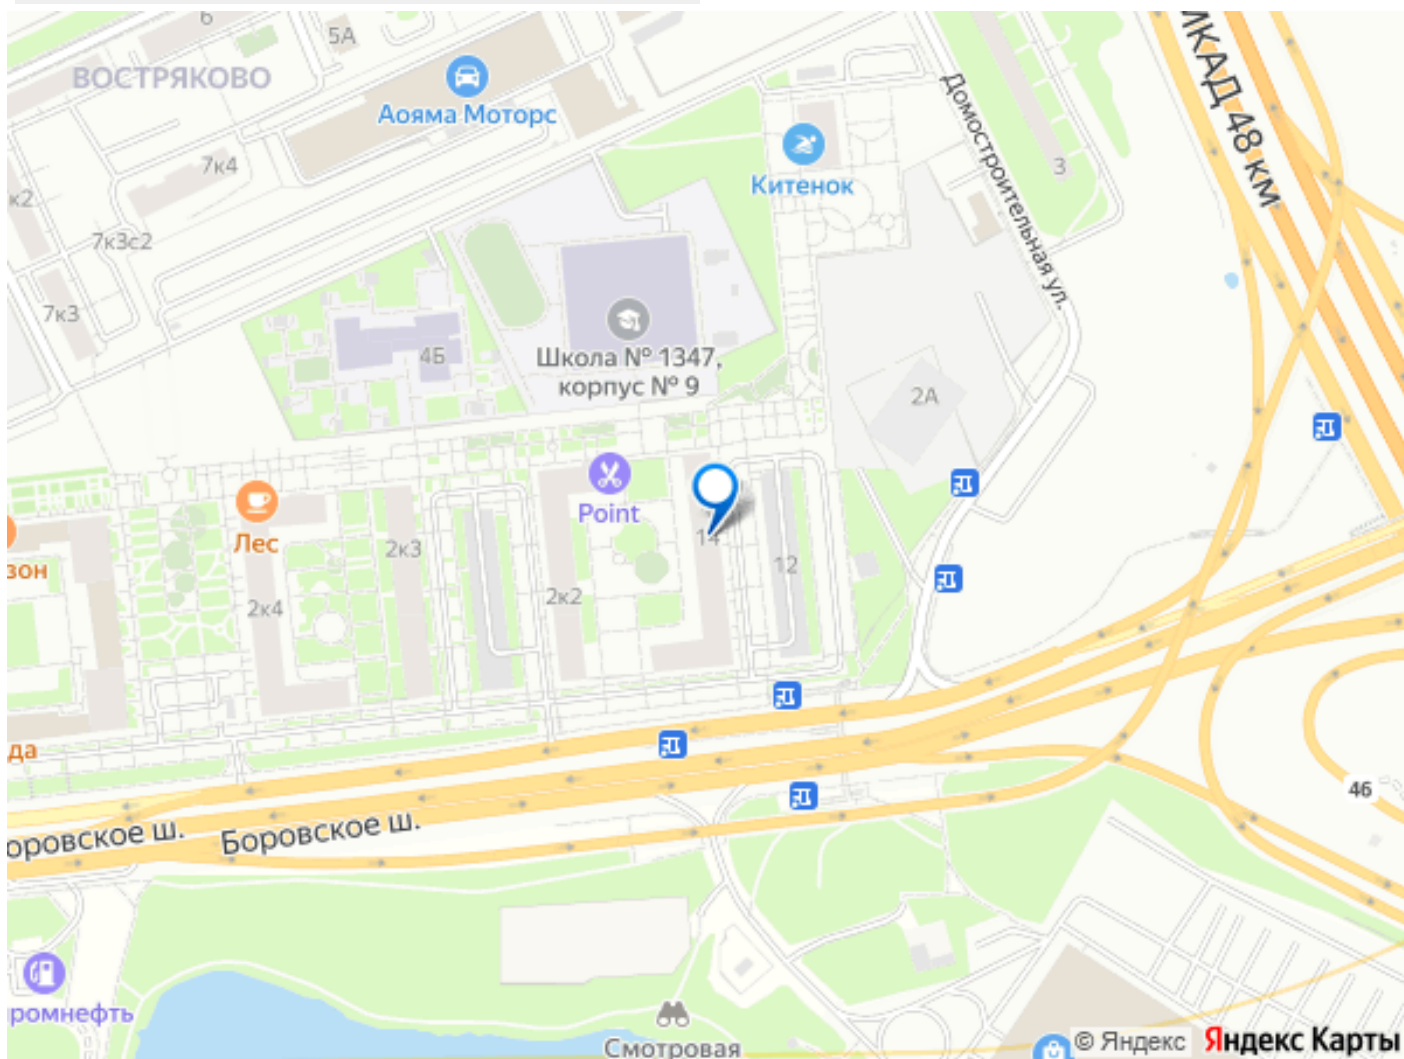 6
5А
ВОСТРЯКОВО
Аояма Моторс
МКАД 48 км
Домостроительная ул.
7к4
3
Китенок
к2
7к3с2
7к3
4Б
Школа № 1347,
корпус № 9
2А
Point
Лес
14
2к3
12
зон
2к4
2к2
да
46
Боровское ш.
оровское ш.
ромнефть
Смотровая
© Яндекс
Яндекс Карты